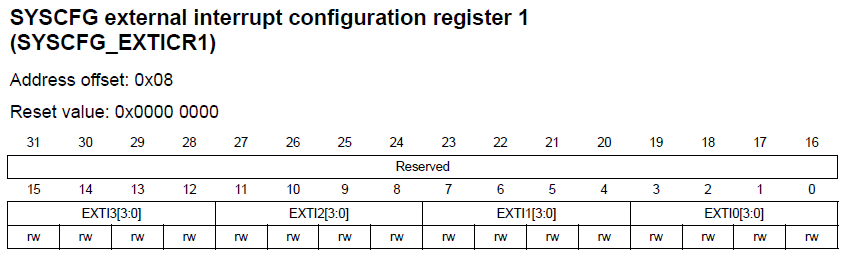 SYSCFG external interrupt configuration register 1
(SYSCFG_EXTICR1)
Address offset: 0x08
Reset value: 0x0000 0000
31 30 29 28 27 26 25 24 23 22 21 20 19 18 17 16
Reserved
15 14 13 12 11 10 9 8 7 6 5 4 3 2 1 0
EXTI3[3:0] EXTI2[3:0] EXTI1[3:0] EXTI0[3:0]
rw rw rw rw rw rw rw rw rw rw rw rw rw rw rw rw